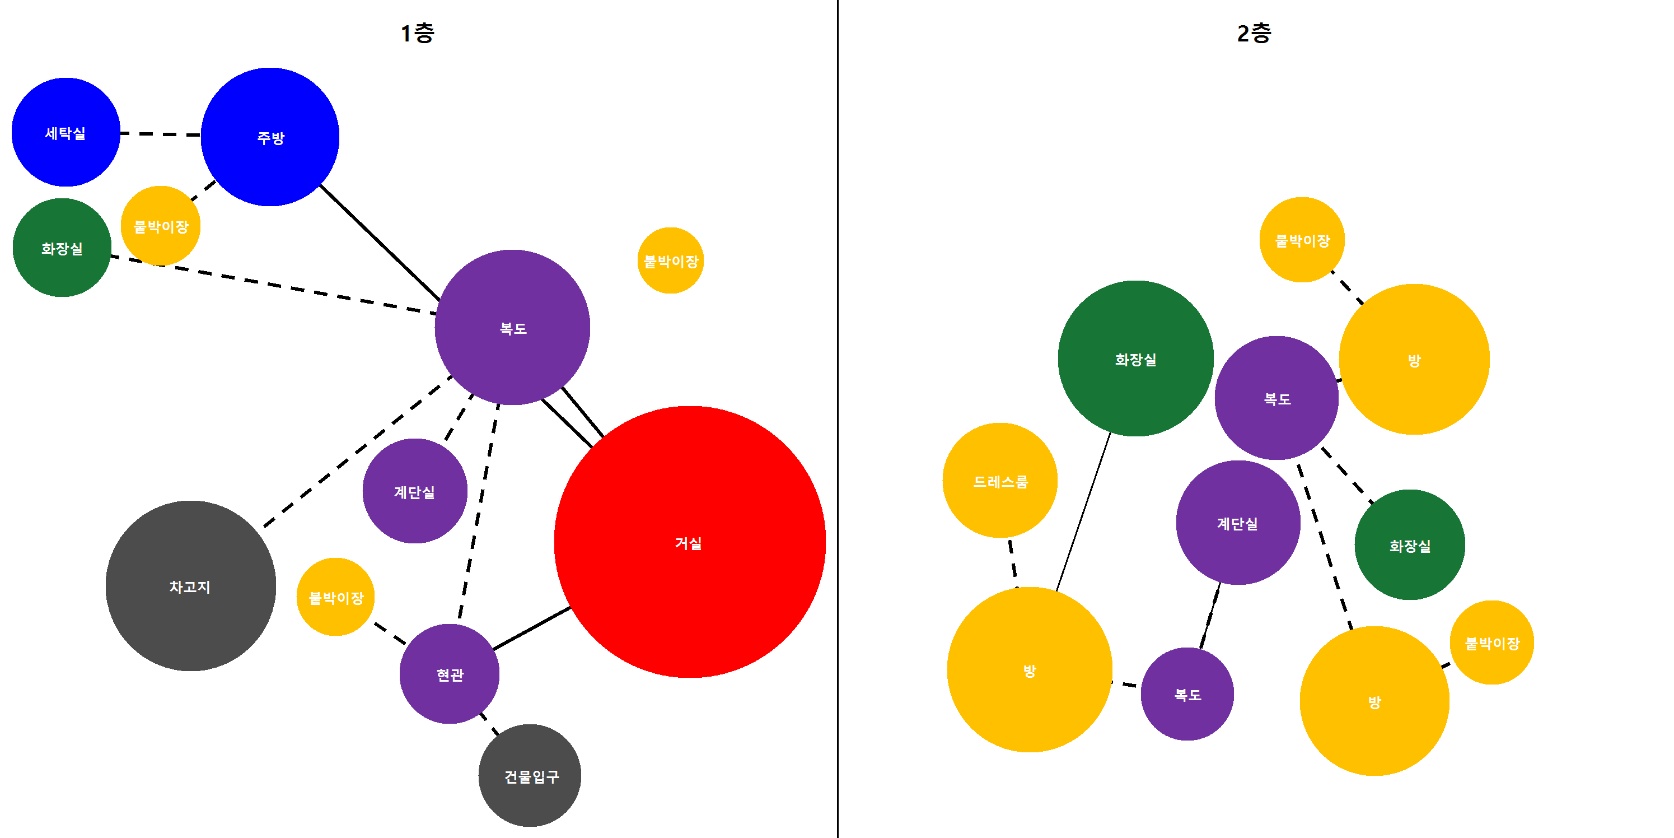 1층
세탁실
주방
화장실
붙박이장
복도
붙박이장
계단실
거실
차고지
붙박이장
현관
건물입구
2층
붙박이장
화장실
방
복도
드레스룸
계단실
화장실
붙박이장
방
복도
방